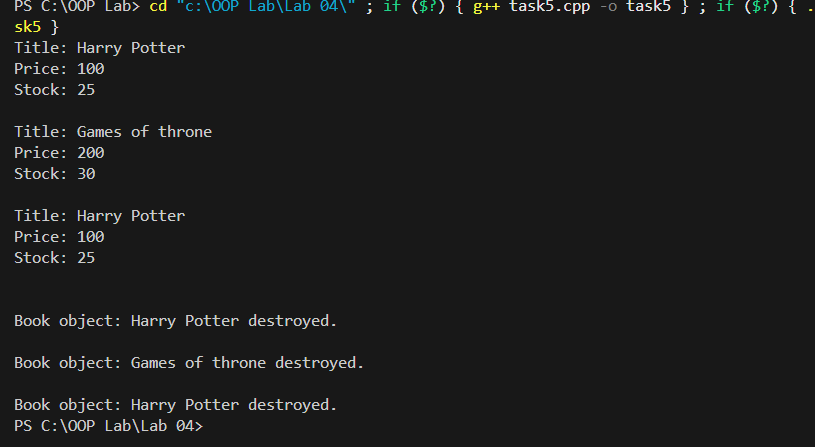 PS C:\OOP Lab> cd "c:\OOP Lab\Lab 04\" ; if ($?) { g++ task5.cpp -o task5 } ; if ($?) { .
sk5 }
Title: Harry Potter
Price: 100
Stock: 25
Title: Games of throne
Price: 200
Stock: 30
Title: Harry Potter
Price: 100
Stock: 25
Book object: Harry Potter destroyed.
Book object: Games of throne destroyed.
Book object: Harry Potter destroyed.
PS C:\OOP Lab\Lab 04>